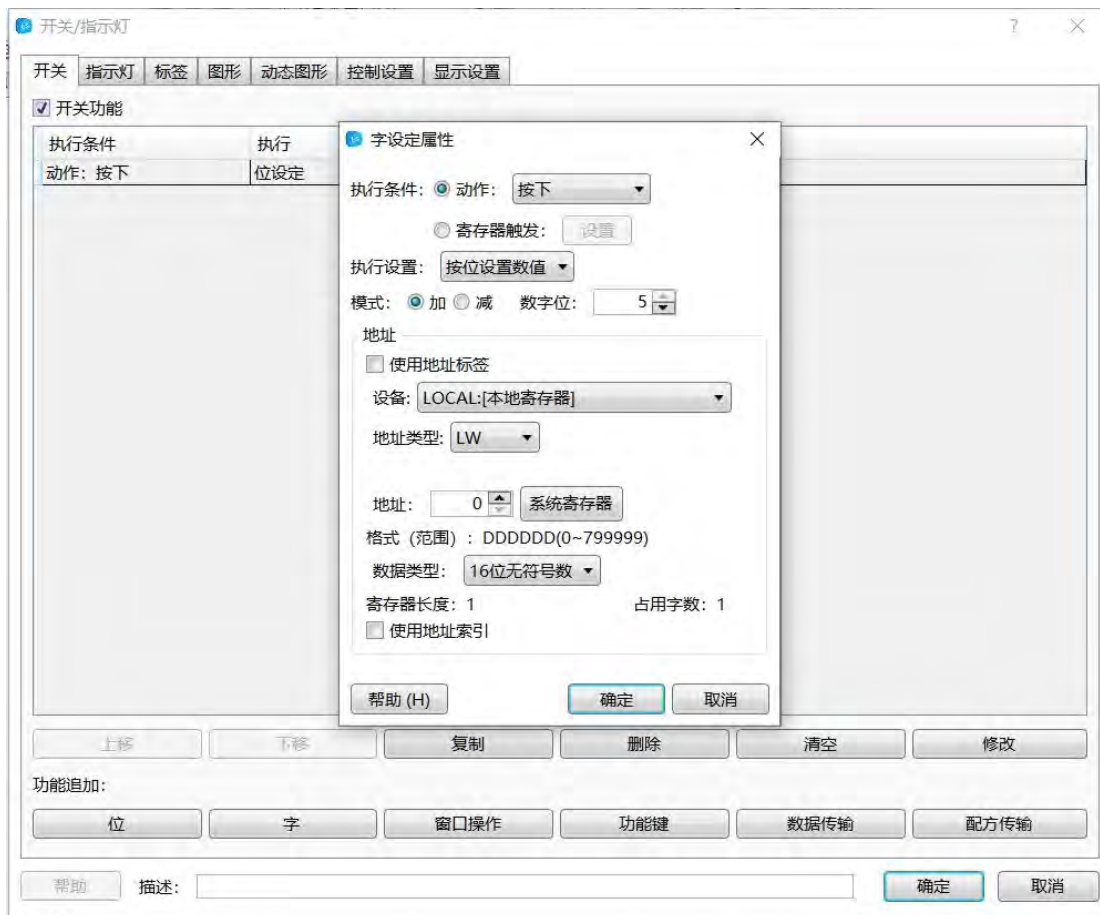 开关/指示灯
?
开关 指示灯 标签 图形 动态图形 控制设置 显示设置
开关功能
执行条件 执行
动作：按下 位设定
字设定属性
执行条件： 动作： 按下
寄存器触发： 设置
执行设置： 按位设置数值
模式： 加 减 数字位： 5
地址
使用地址标签
设备: LOCAL:[本地寄存器]
地址类型: LW
地址： 0 系统寄存器
格式（范围）：DDDDDD(0~799999)
数据类型： 16位无符号数
寄存器长度：1 占用字数：1
使用地址索引
帮助 (H) 确定 取消
上移 下移 复制 删除 清空 修改
功能追加：
位 字 窗口操作 功能键 数据传输 配方传输
帮助 描述： 确定 取消